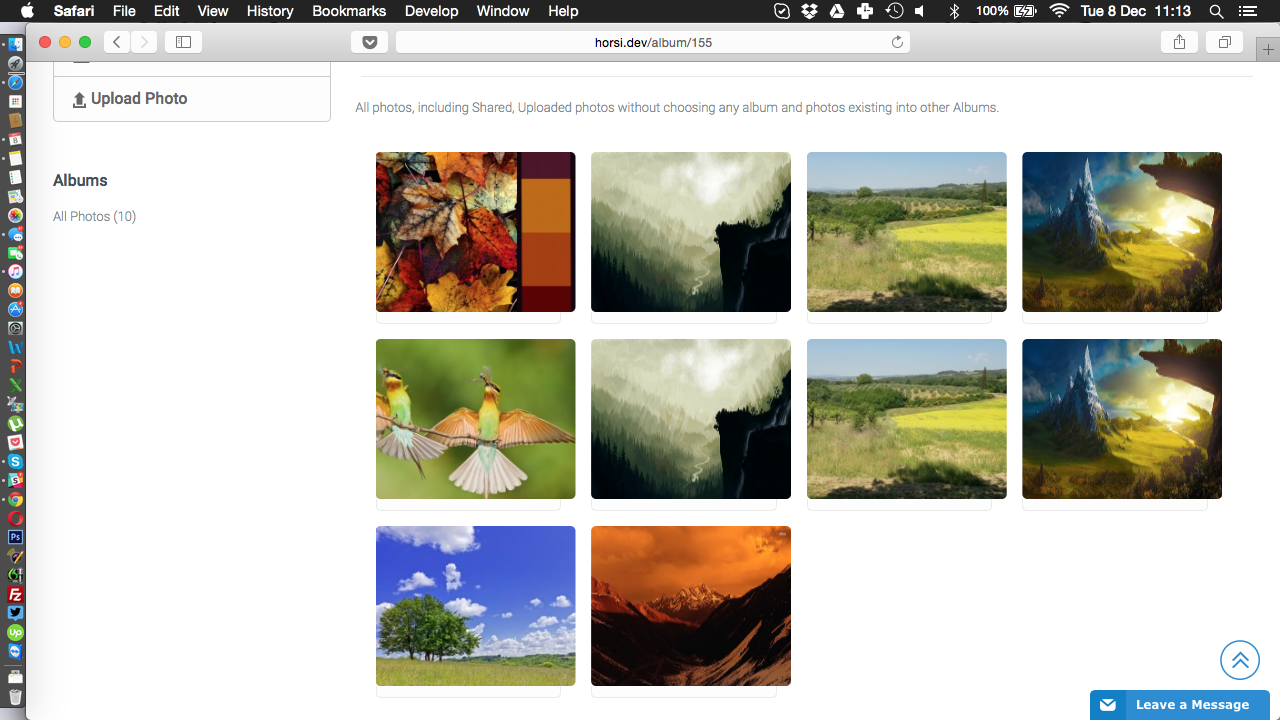 Safari File Edit View History Bookmarks Develop Window Help 100% Tue 8 Dec 11:13
horsi.dev/album/155
Upload Photo
All photos, including Shared, Uploaded photos without choosing any album and photos existing into other Albums.
Albums
All Photos (10)
Leave a Message